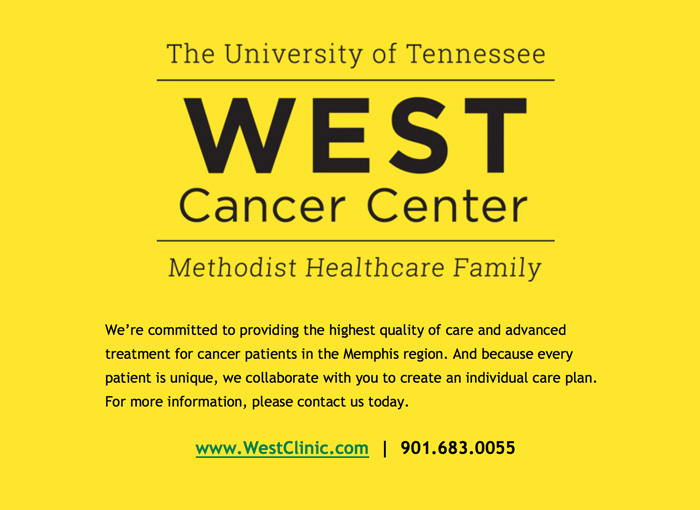 The University of Tennessee
WEST
Cancer Center
Methodist Healthcare Family
We’re committed to providing the highest quality of care and advanced
treatment for cancer patients in the Memphis region. And because every
patient is unique, we collaborate with you to create an individual care plan.
For more information, please contact us today.
www.WestClinic.com | 901.683.0055